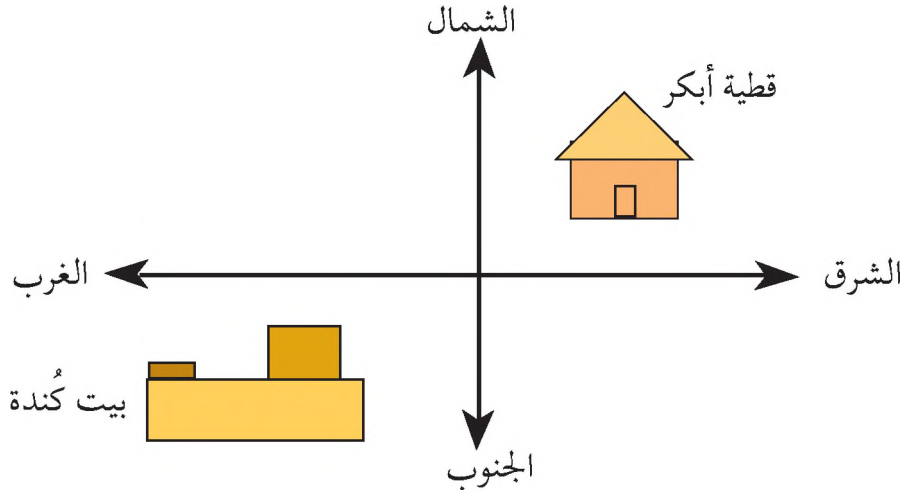 الشمال
قطية أبكر
الشرق
الغرب
بيت كُندة
الجنوب